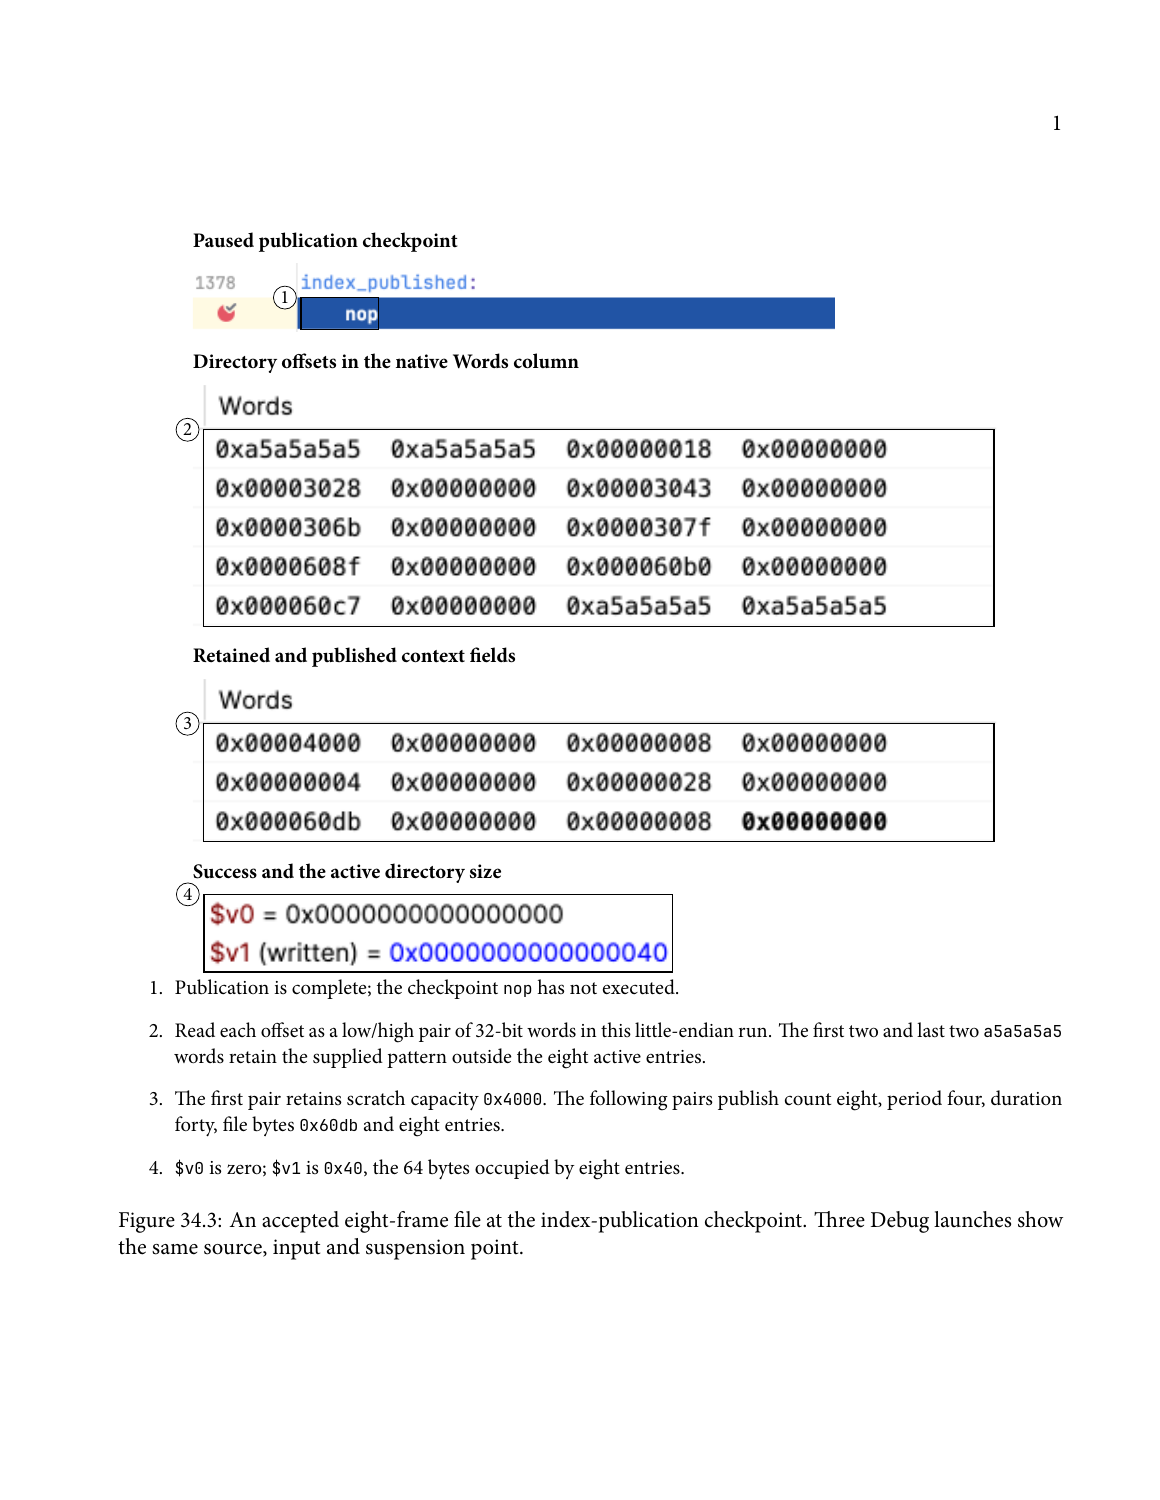 1
Paused publication checkpoint
1378 index_published:
1 nop
Directory offsets in the native Words column
Words
2
0xa5a5a5a5 0xa5a5a5a5 0x00000018 0x00000000
0x00003028 0x00000000 0x00003043 0x00000000
0x0000306b 0x00000000 0x0000307f 0x00000000
0x0000608f 0x00000000 0x000060b0 0x00000000
0x000060c7 0x00000000 0xa5a5a5a5 0xa5a5a5a5
Retained and published context fields
Words
3
0x00004000 0x00000000 0x00000008 0x00000000
0x00000004 0x00000000 0x00000028 0x00000000
0x000060db 0x00000000 0x00000008 0x00000000
Success and the active directory size
4
$v0 = 0x0000000000000000
$v1 (written) = 0x0000000000000040
1. Publication is complete; the checkpoint nop has not executed.
2. Read each offset as a low/high pair of 32-bit words in this little-endian run. The first two and last two a5a5a5a5
words retain the supplied pattern outside the eight active entries.
3. The first pair retains scratch capacity 0x4000. The following pairs publish count eight, period four, duration
forty, file bytes 0x60db and eight entries.
4. $v0 is zero; $v1 is 0x40, the 64 bytes occupied by eight entries.
Figure 34.3: An accepted eight-frame file at the index-publication checkpoint. Three Debug launches show
the same source, input and suspension point.